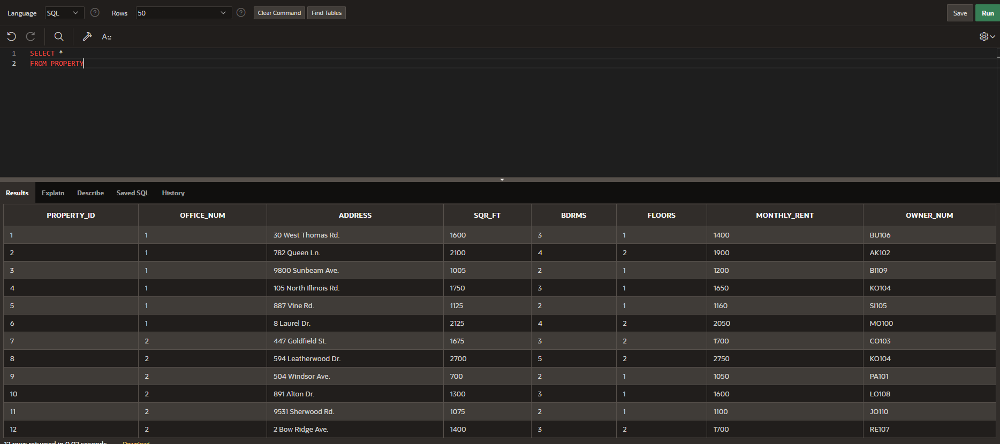 Language SQL Rows 50 Clear Command Find Tables Save Run
1 SELECT *
2 FROM PROPERTY
Results Explain Describe Saved SQL History
PROPERTY_ID OFFICE_NUM ADDRESS SQR_FT BDRMS FLOORS MONTHLY_RENT OWNER_NUM
1 1 30 West Thomas Rd. 1600 3 1 1400 BU106
2 1 782 Queen Ln. 2100 4 2 1900 AK102
3 1 9800 Sunbeam Ave. 1005 2 1 1200 BI109
4 1 105 North Illinois Rd. 1750 3 1 1650 KO104
5 1 887 Vine Rd. 1125 2 1 1160 SI105
6 1 8 Laurel Dr. 2125 4 2 2050 MO100
7 2 447 Goldfield St. 1675 3 2 1700 CO103
8 2 594 Leatherwood Dr. 2700 5 2 2750 KO104
9 2 504 Windsor Ave. 700 2 1 1050 PA101
10 2 891 Alton Dr. 1300 3 1 1600 LO108
11 2 9531 Sherwood Rd. 1075 2 1 1100 JO110
12 2 2 Bow Ridge Ave. 1400 3 2 1700 RE107
12 rows returned in 0.02 seconds Download